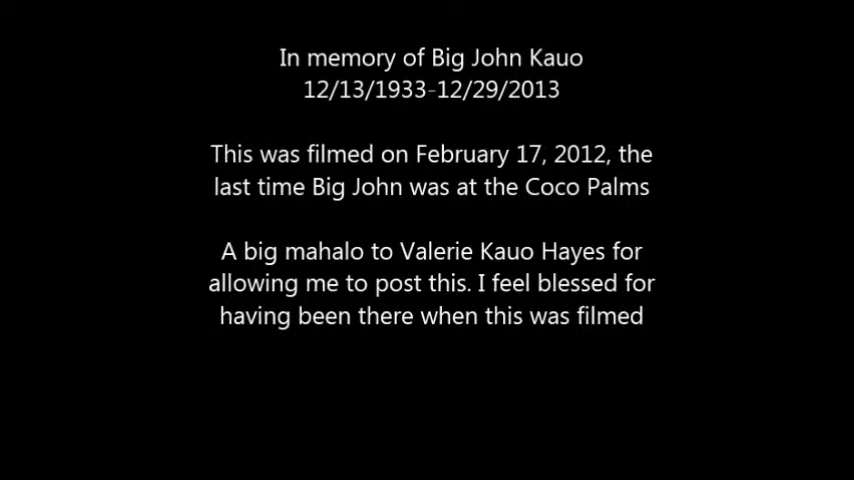 In memory of Big John Kauo
12/13/1933-12/29/2013
This was filmed on February 17, 2012, the
last time Big John was at the Coco Palms
A big mahalo to Valerie Kauo Hayes for
allowing me to post this. I feel blessed for
having been there when this was filmed